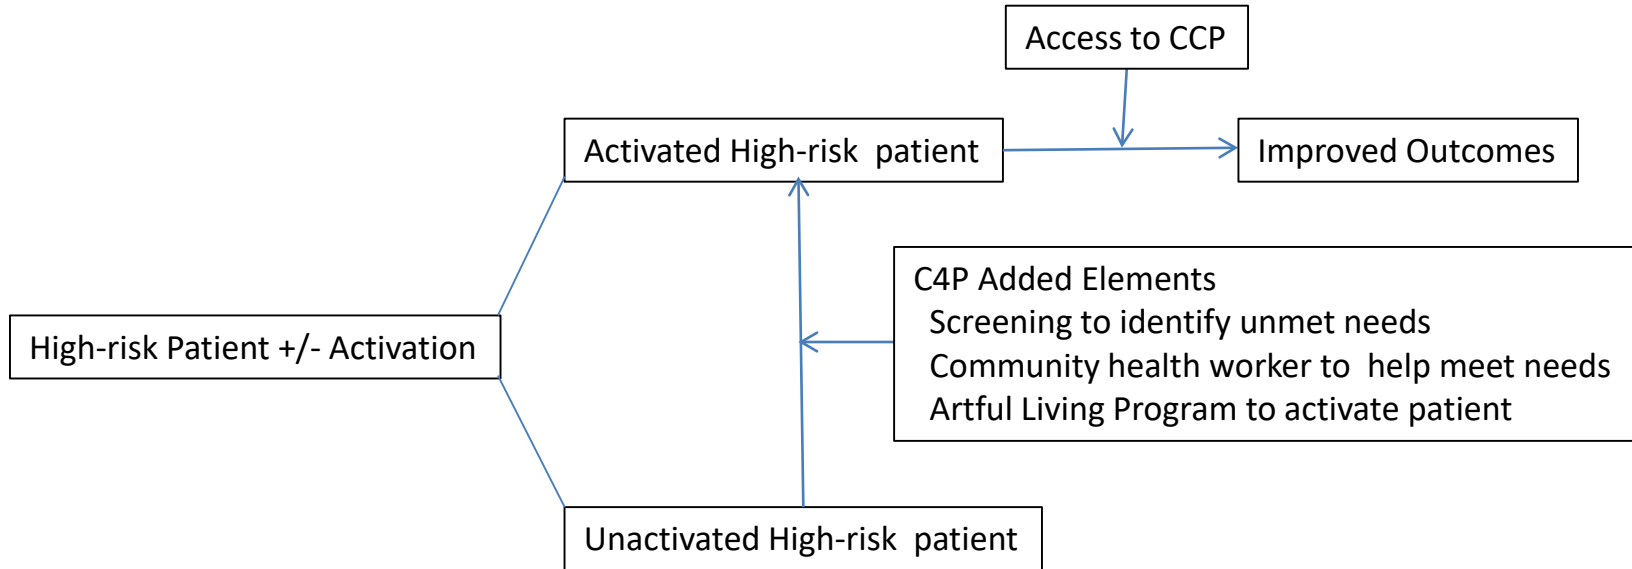 Access to CCP
Activated High-risk patient
Improved Outcomes
C4P Added Elements
Screening to identify unmet needs
Community health worker to help meet needs
Artful Living Program to activate patient
High-risk Patient +/- Activation
Unactivated High-risk patient